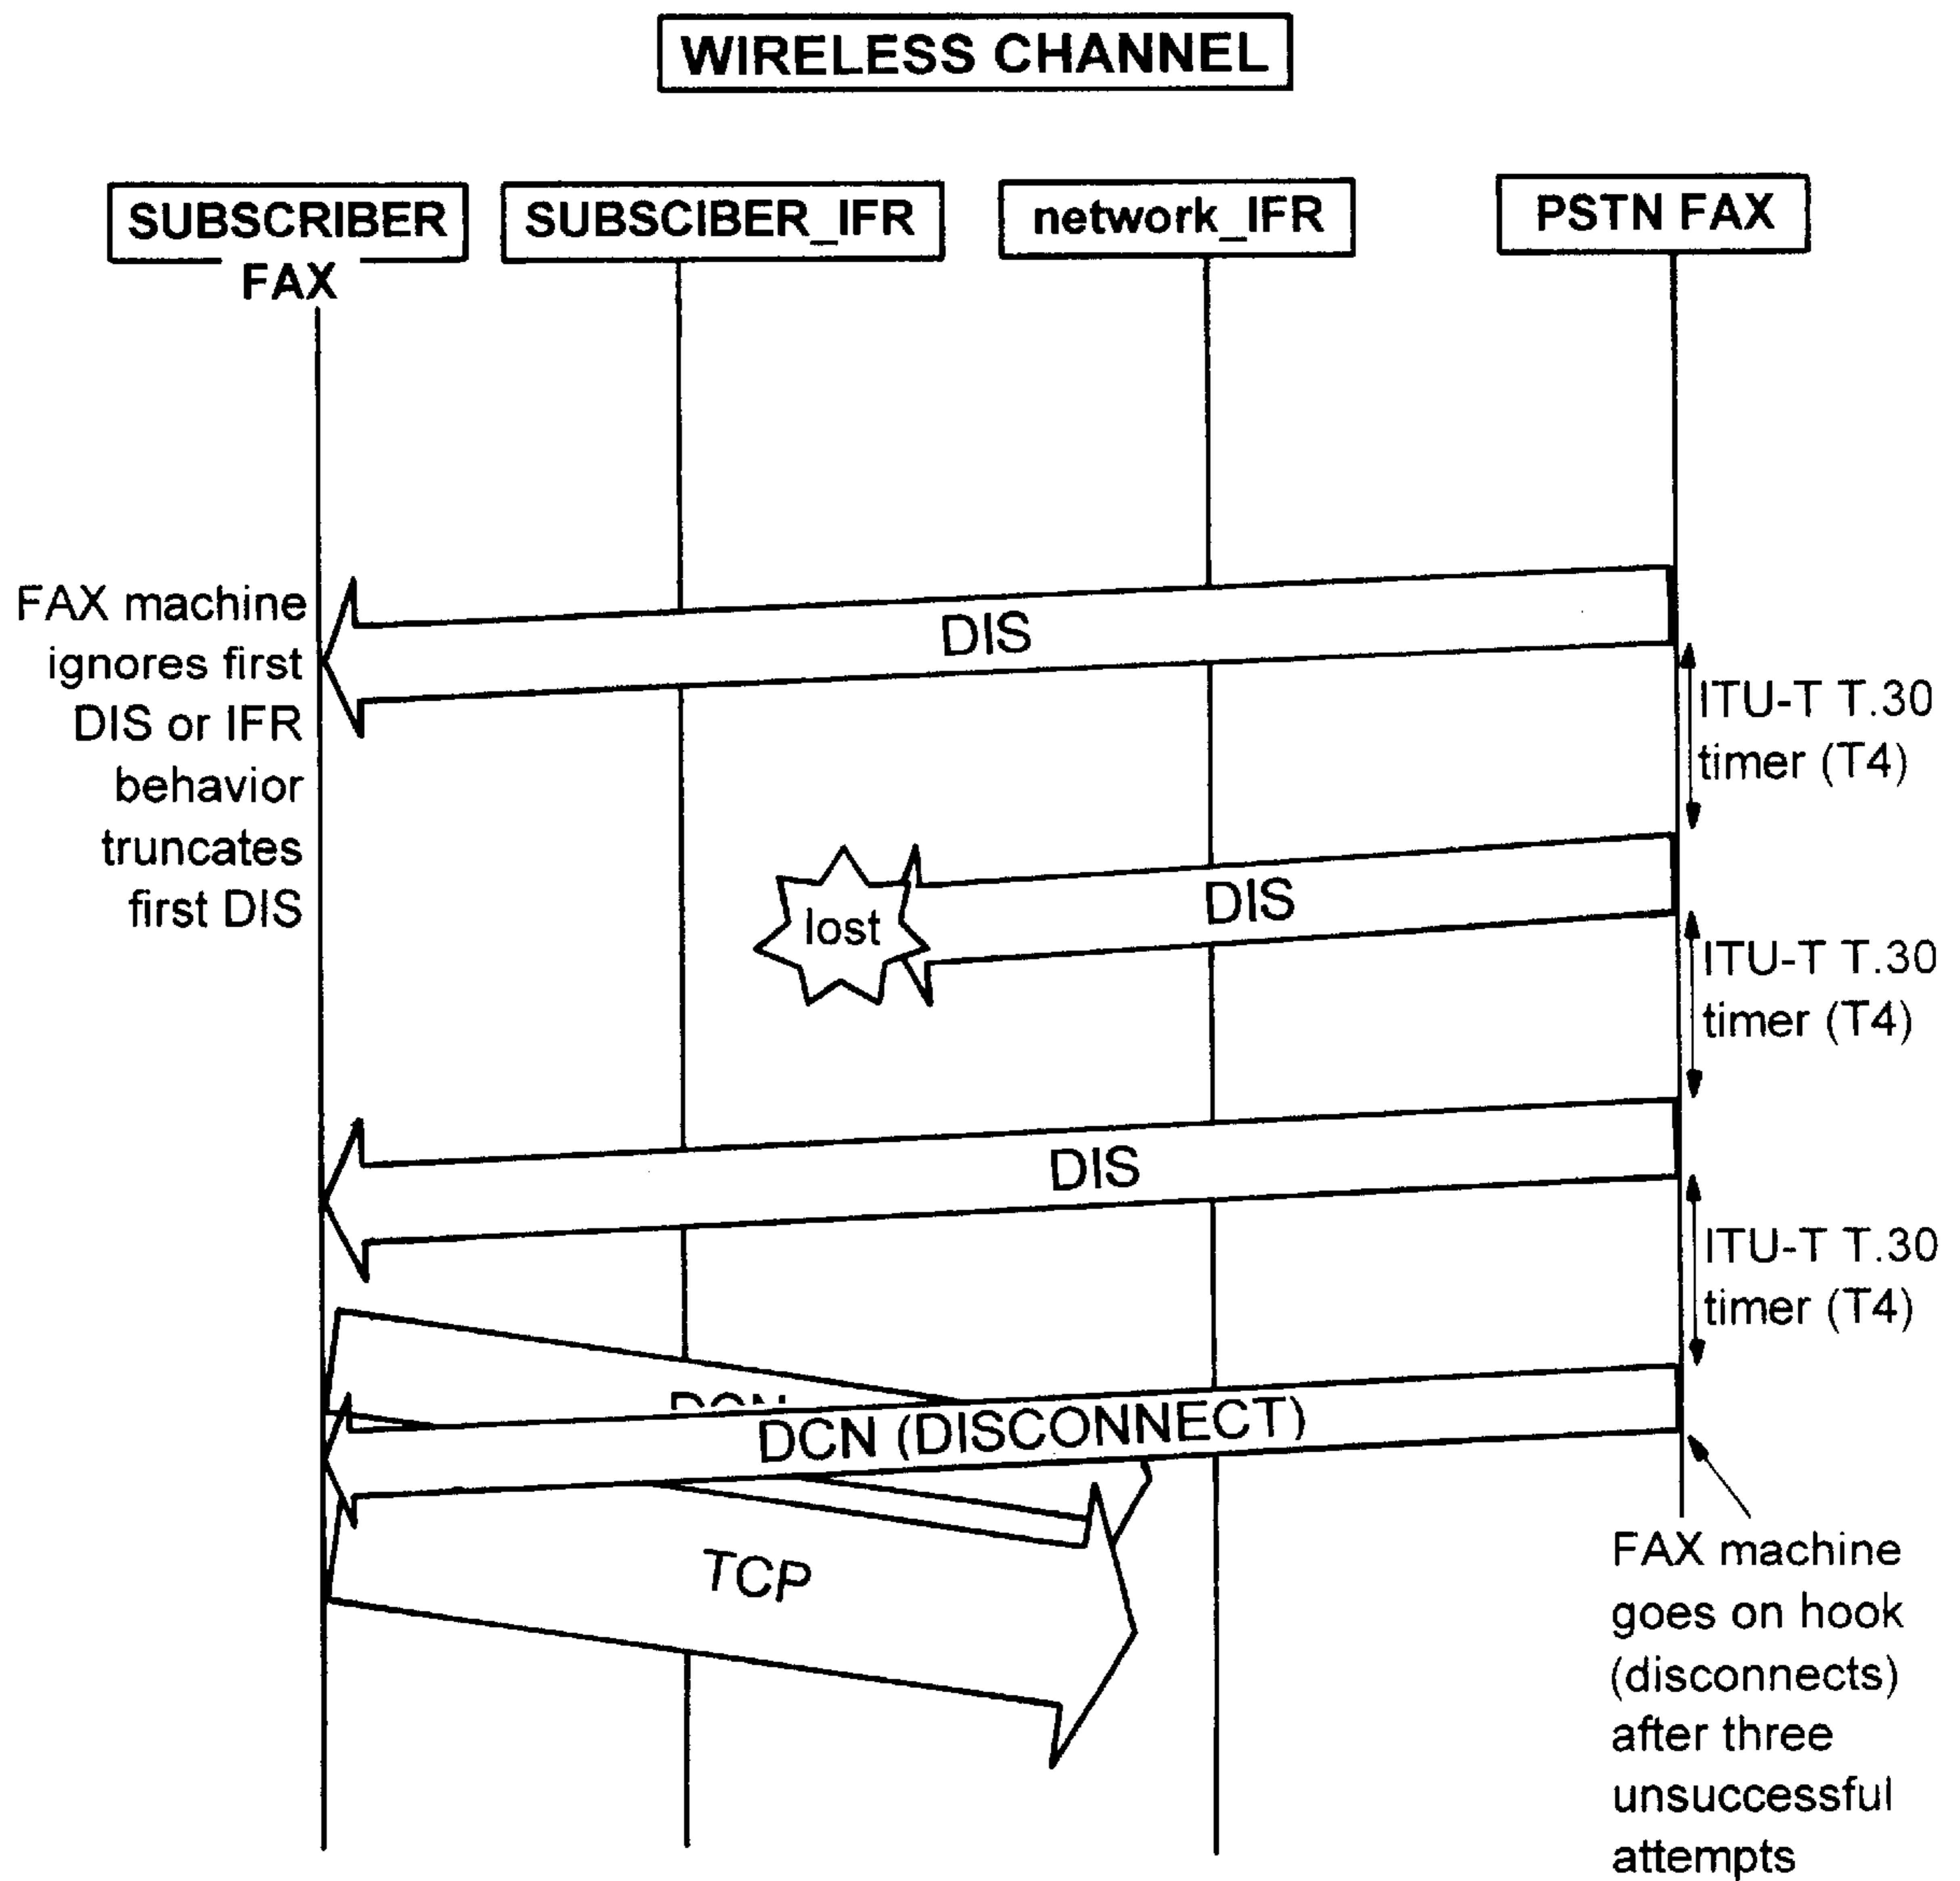 WIRELESS CHANNEL
SUBSCRIBER
FAX
SUBSCIBER_IFR
network_IFR
PSTN FAX
FAX machine
ignores first
DIS or IFR
behavior
truncates
first DIS
DIS
ITU-T T.30
timer (T4)
lost
DIS
ITU-T T.30
timer (T4)
DIS
ITU-T T.30
timer (T4)
DCN (DISCONNECT)
TCP
FAX machine
goes on hook
(disconnects)
after three
unsuccessful
attempts